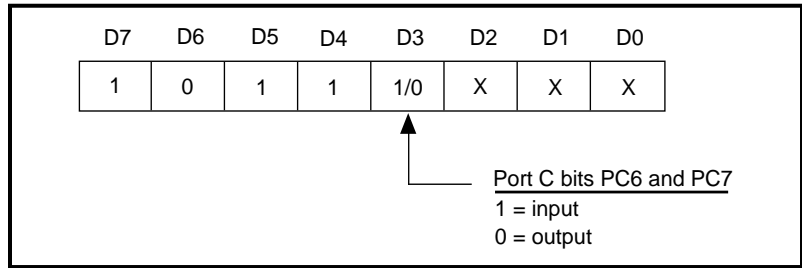 D7 D6 D5 D4 D3 D2 D1 D0
1 0 1 1 1/0 X X X
Port C bits PC6 and PC7
1 = input
0 = output